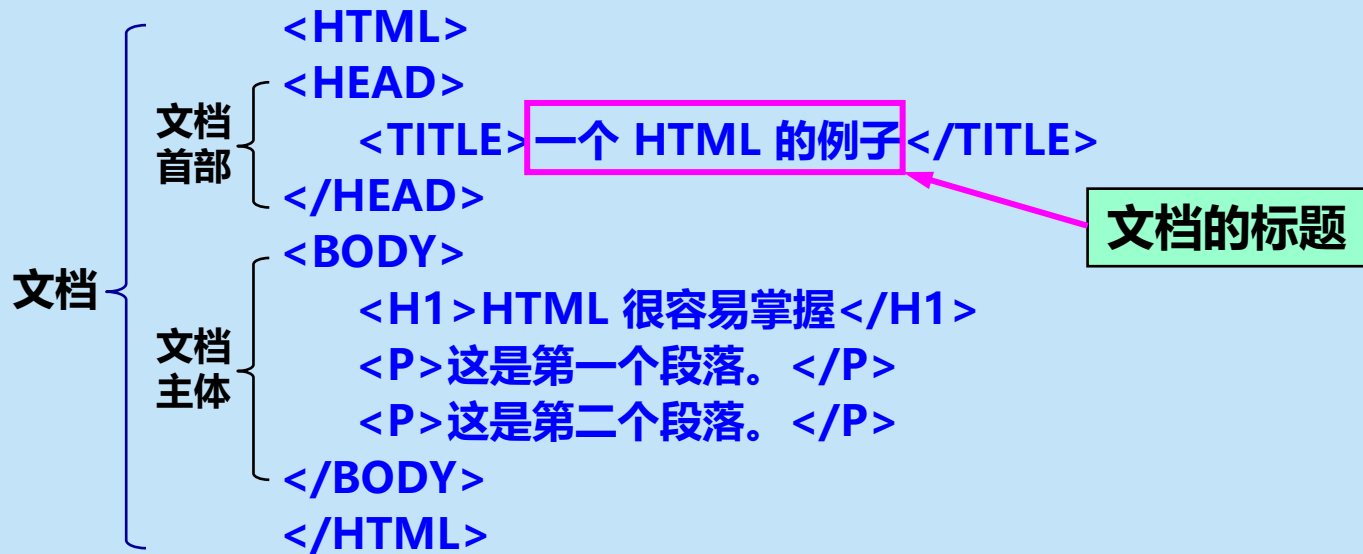 <HTML>
<HEAD>
文档
首部
<TITLE>一个 HTML 的例子</TITLE>
</HEAD>
文档的标题
<BODY>
文档
<H1>HTML 很容易掌握</H1>
文档
主体
<P>这是第一个段落。</P>
<P>这是第二个段落。</P>
</BODY>
</HTML>